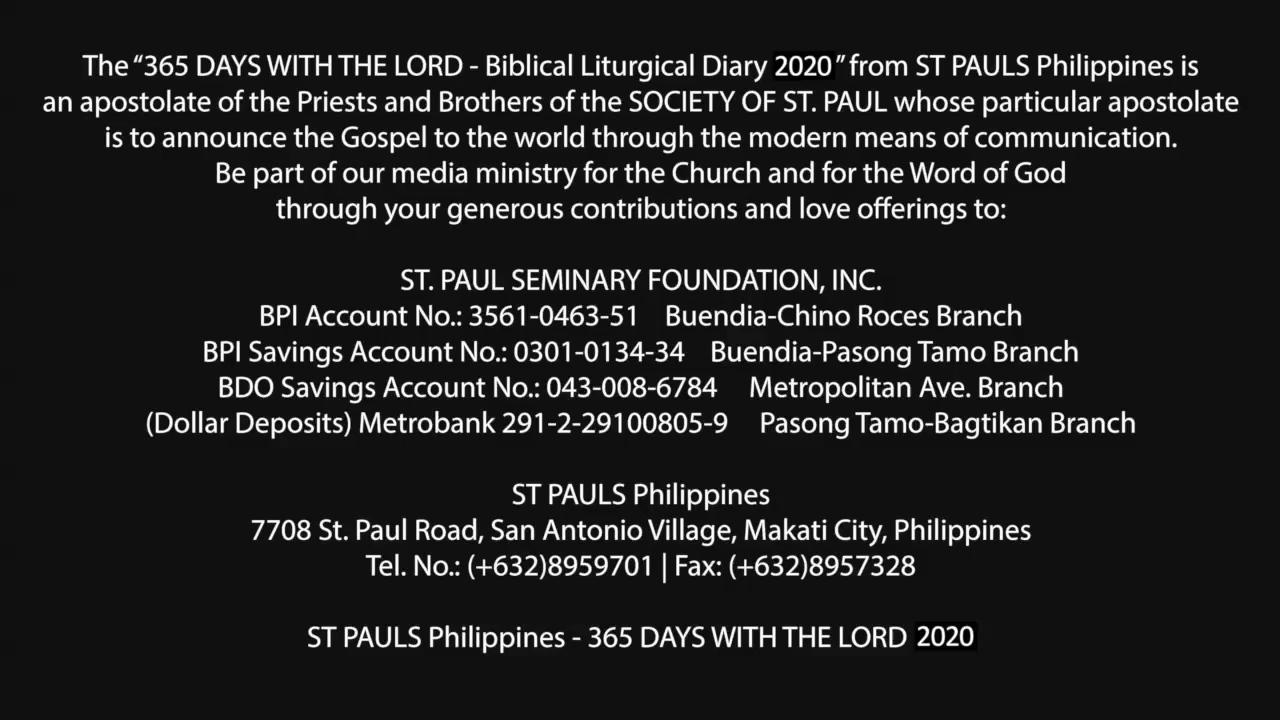 The “365 DAYS WITH THE LORD - Biblical Liturgical Diary 2020” from ST PAULS Philippines is
an apostolate of the Priests and Brothers of the SOCIETY OF ST. PAUL whose particular apostolate
is to announce the Gospel to the world through the modern means of communication.
Be part of our media ministry for the Church and for the Word of God
through your generous contributions and love offerings to:
ST. PAUL SEMINARY FOUNDATION, INC.
BPI Account No.: 3561-0463-51 Buendia-Chino Roces Branch
BPI Savings Account No.: 0301-0134-34 Buendia-Pasong Tamo Branch
BDO Savings Account No.: 043-008-6784 Metropolitan Ave. Branch
(Dollar Deposits) Metrobank 291-2-29100805-9 Pasong Tamo-Bagtikan Branch
ST PAULS Philippines
7708 St. Paul Road, San Antonio Village, Makati City, Philippines
Tel. No.: (+632)8959701 | Fax: (+632)8957328
ST PAULS Philippines - 365 DAYS WITH THE LORD 2020